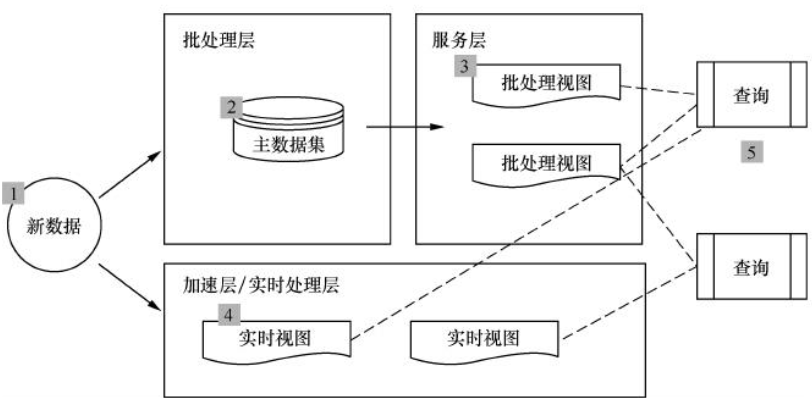 批处理层
服务层
3
批处理视图
查询
2
主数据集
5
批处理视图
1
新数据
查询
加速层/实时处理层
4
实时视图
实时视图